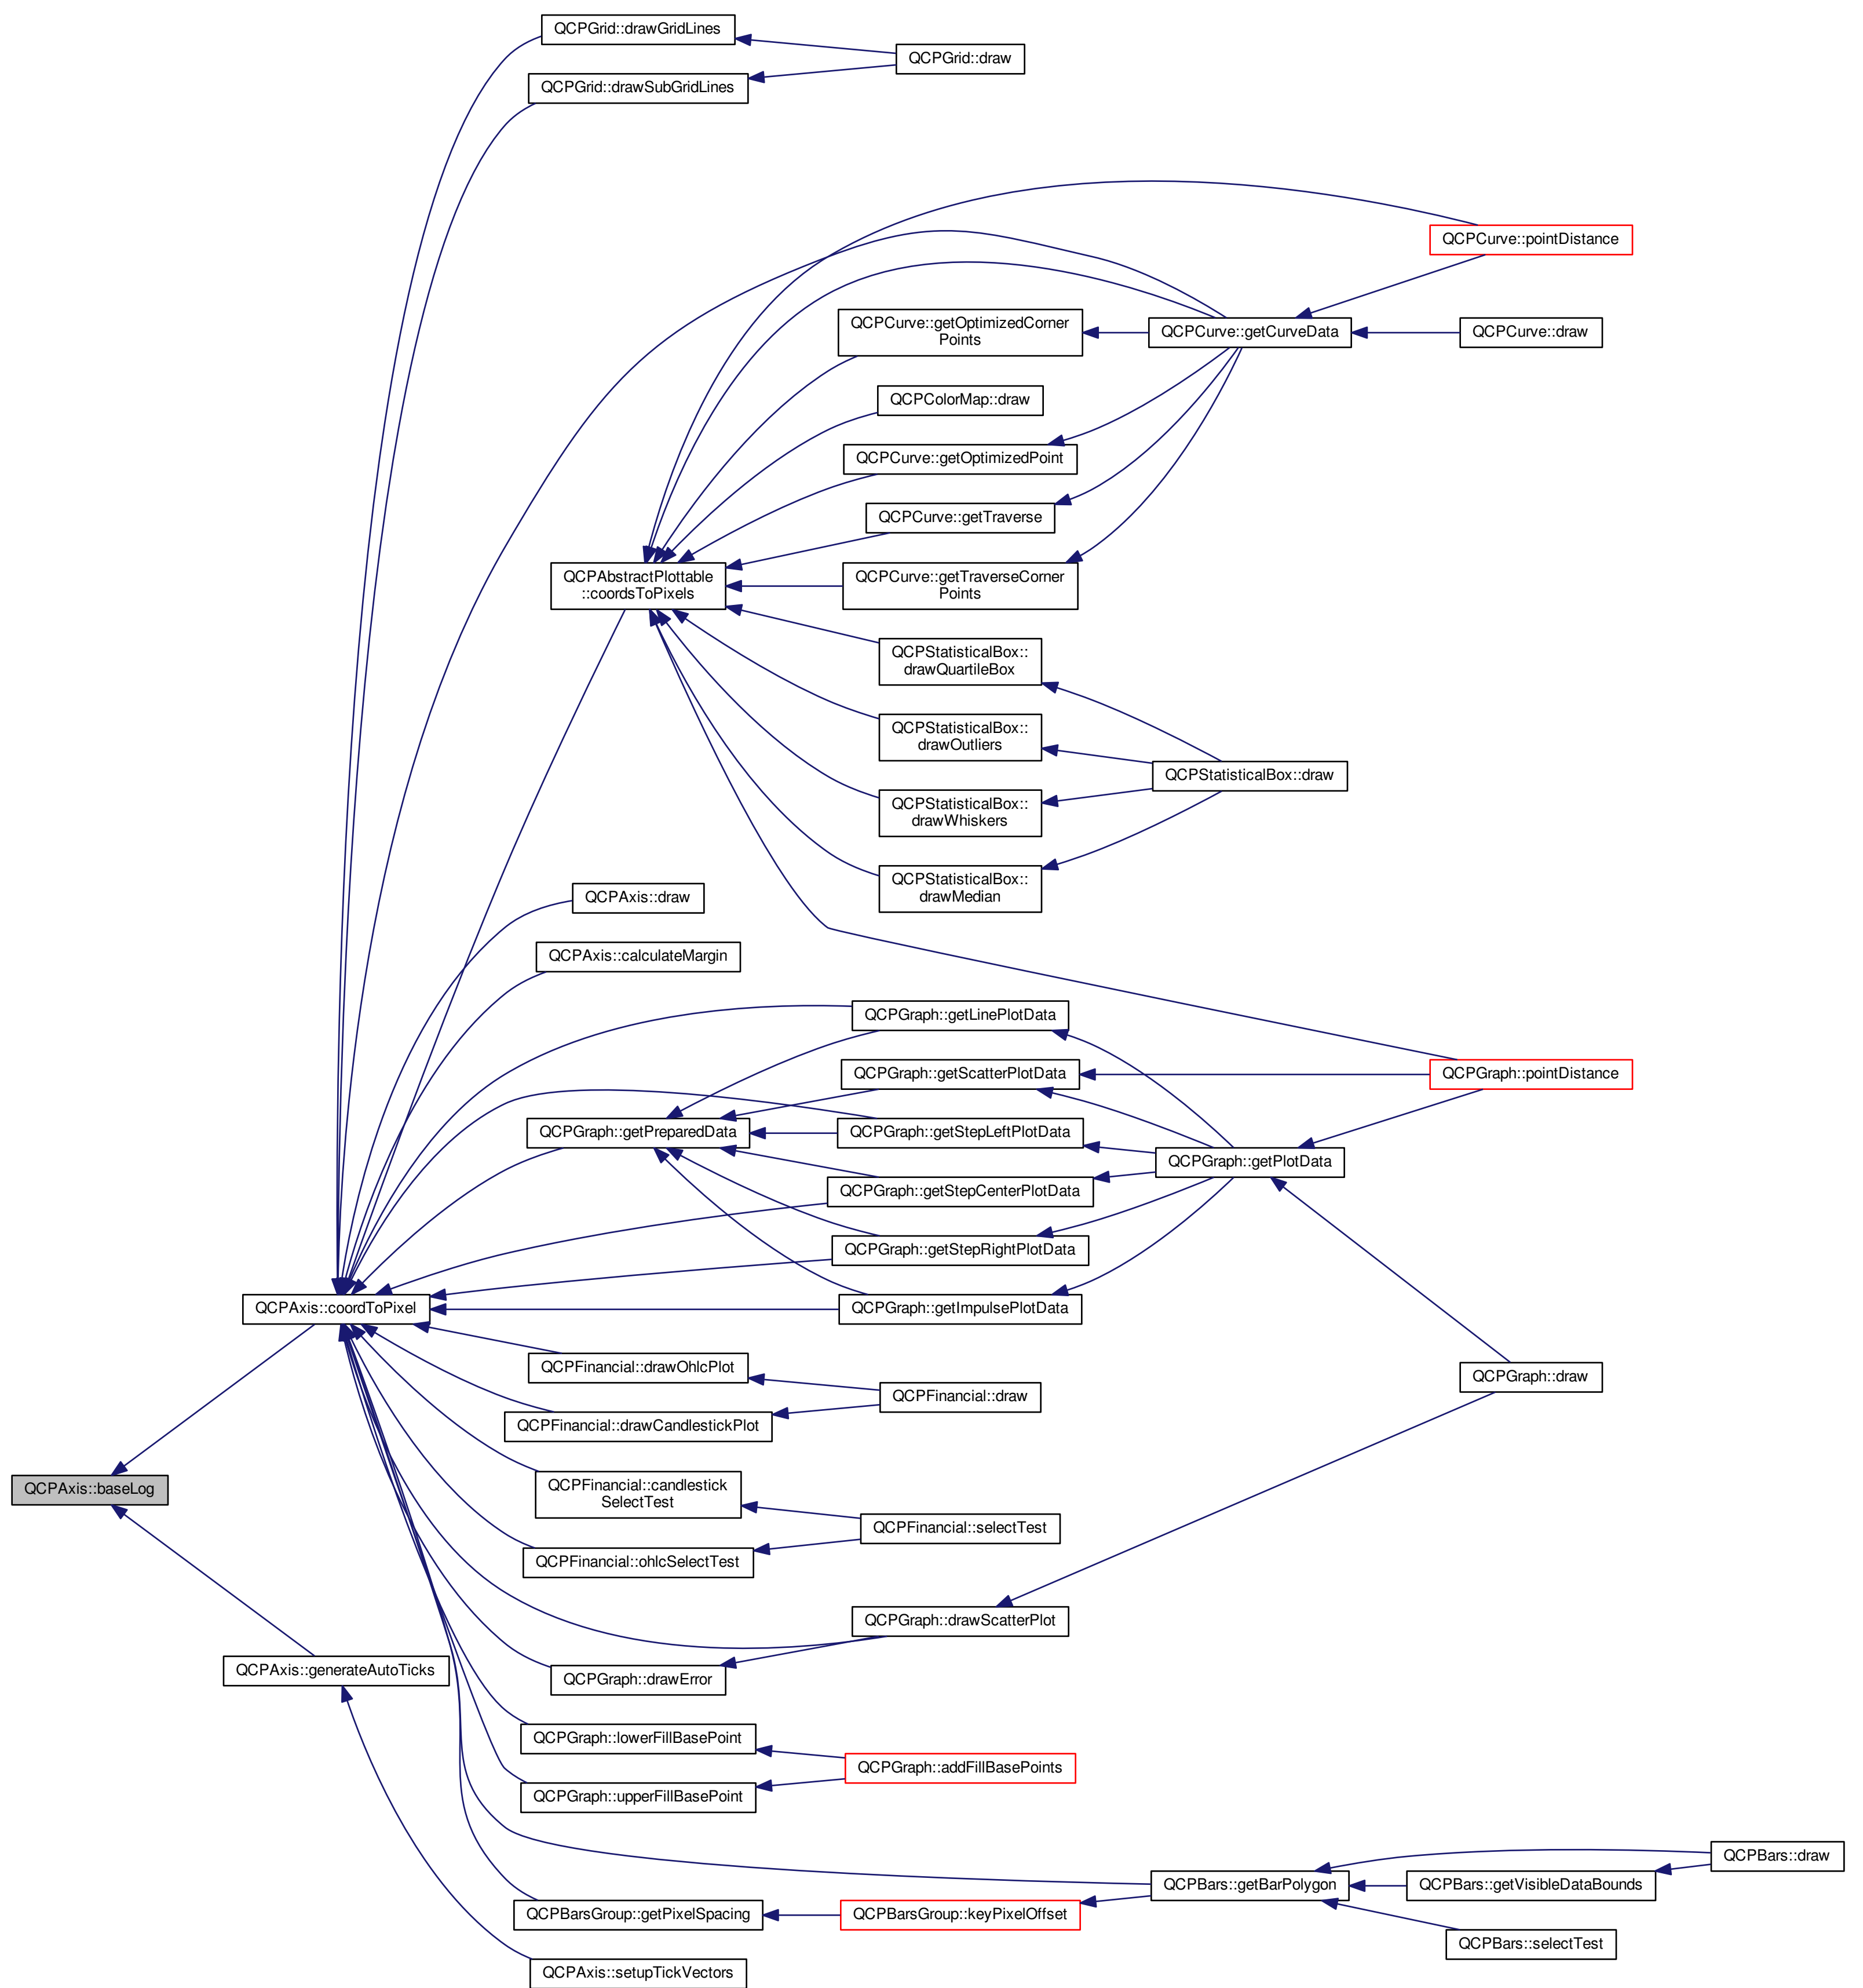 QCPGrid::drawGridLines
QCPGrid::draw
QCPGrid::drawSubGridLines
QCPCurve::pointDistance
QCPCurve::getOptimizedCorner
Points
QCPCurve::getCurveData
QCPCurve::draw
QCPColorMap::draw
QCPCurve::getOptimizedPoint
QCPCurve::getTraverse
QCPAbstractPlottable
::coordsToPixels
QCPCurve::getTraverseCorner
Points
QCPStatisticalBox::
drawQuartileBox
QCPStatisticalBox::
drawOutliers
QCPStatisticalBox::draw
QCPStatisticalBox::
drawWhiskers
QCPStatisticalBox::
drawMedian
QCPAxis::draw
QCPAxis::calculateMargin
QCPGraph::getLinePlotData
QCPGraph::getScatterPlotData
QCPGraph::pointDistance
QCPGraph::getPreparedData
QCPGraph::getStepLeftPlotData
QCPGraph::getPlotData
QCPGraph::getStepCenterPlotData
QCPGraph::getStepRightPlotData
QCPAxis::coordToPixel
QCPGraph::getImpulsePlotData
QCPFinancial::drawOhlcPlot
QCPGraph::draw
QCPFinancial::draw
QCPFinancial::drawCandlestickPlot
QCPAxis::baseLog
QCPFinancial::candlestick
SelectTest
QCPFinancial::selectTest
QCPFinancial::ohlcSelectTest
QCPGraph::drawScatterPlot
QCPAxis::generateAutoTicks
QCPGraph::drawError
QCPGraph::lowerFillBasePoint
QCPGraph::addFillBasePoints
QCPGraph::upperFillBasePoint
QCPBars::draw
QCPBars::getBarPolygon
QCPBars::getVisibleDataBounds
QCPBarsGroup::getPixelSpacing
QCPBarsGroup::keyPixelOffset
QCPBars::selectTest
QCPAxis::setupTickVectors